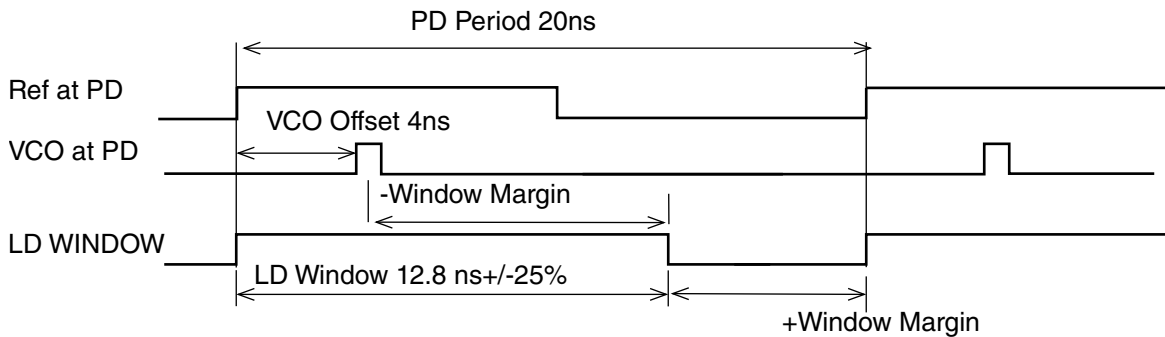 PD Period 20ns
Ref at PD
VCO Offset 4ns
VCO at PD
-Window Margin
LD WINDOW
LD Window 12.8 ns+/-25%
+Window Margin